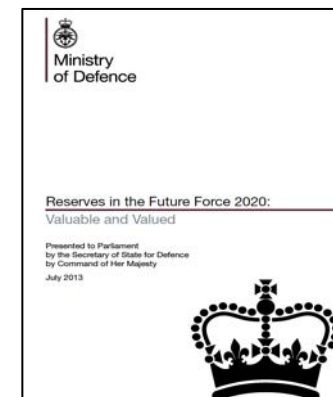 Ministry
of Defence
Reserves in the Future Force 2020:
Valuable and Valued
Presented to Parliament
by the Secretary of State for Defence
by Command of Her Majesty
July 2013